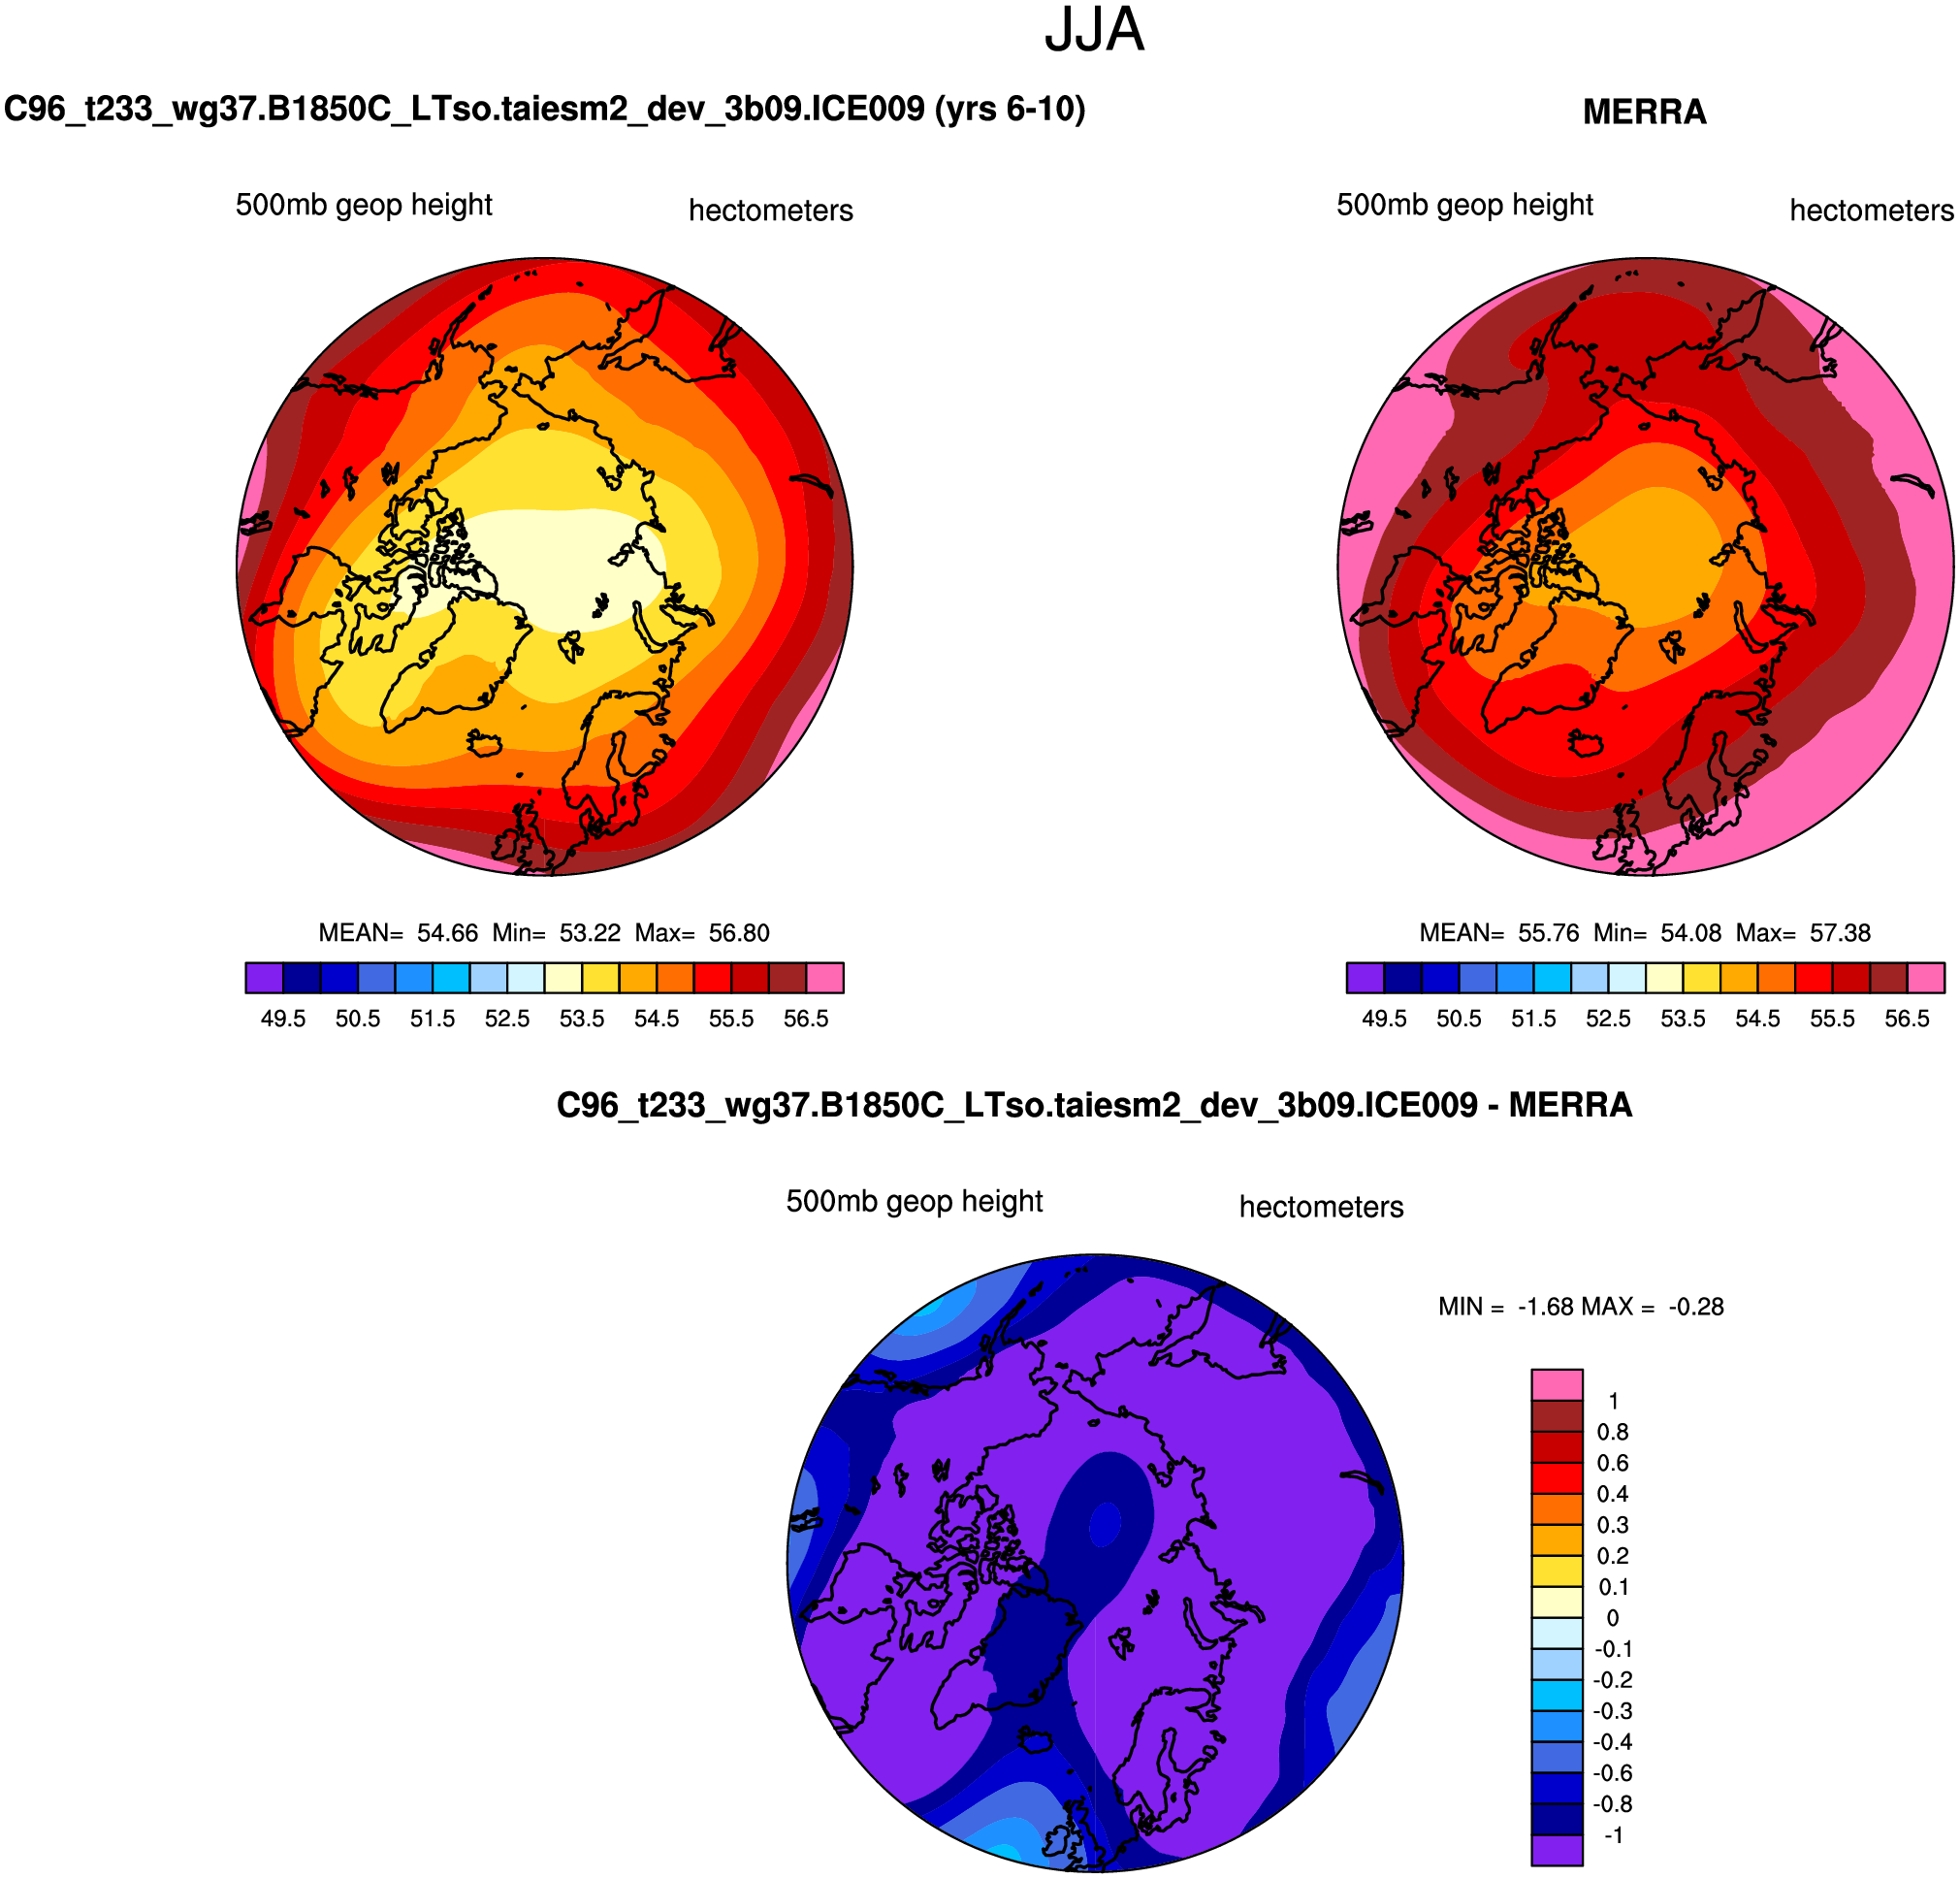 JJA
C96_t233_wg37.B1850C_LTso.taiesm2_dev_3b09.ICE009 (yrs 6-10)
MERRA
500mb geop height hectometers
500mb geop height hectometers
MEAN= 54.66 Min= 53.22 Max= 56.80
MEAN= 55.76 Min= 54.08 Max= 57.38
49.5 50.5 51.5 52.5 53.5 54.5 55.5 56.5
49.5 50.5 51.5 52.5 53.5 54.5 55.5 56.5
C96_t233_wg37.B1850C_LTso.taiesm2_dev_3b09.ICE009 - MERRA
500mb geop height hectometers
MIN = -1.68 MAX = -0.28
1
0.8
0.6
0.4
0.3
0.2
0.1
0
-0.1
-0.2
-0.3
-0.4
-0.6
-0.8
-1